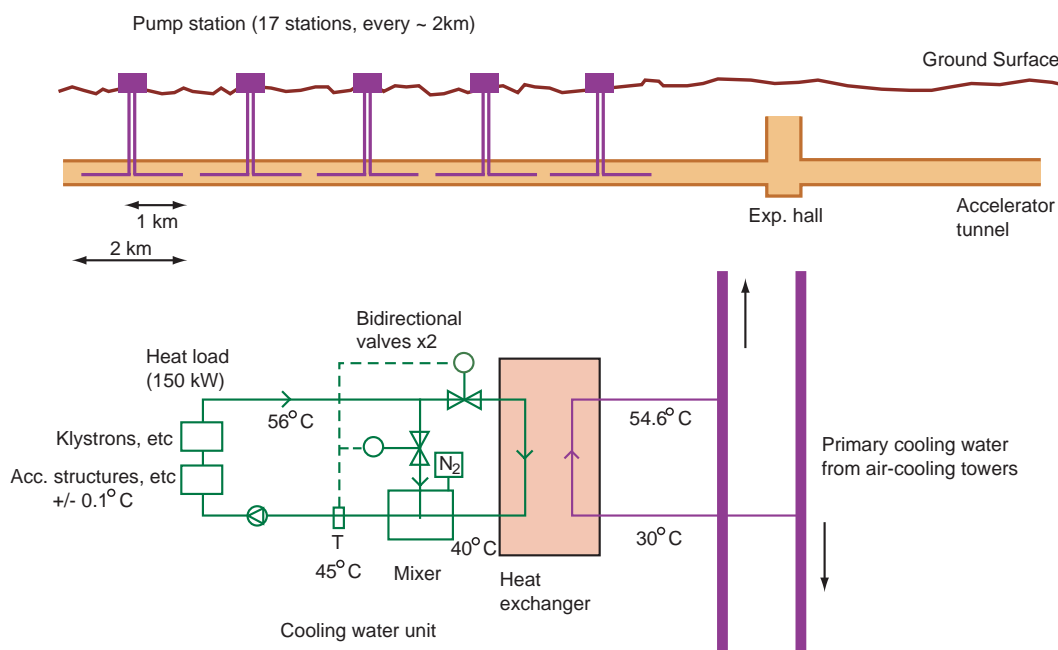 Pump station (17 stations, every ~ 2km)
Ground Surface
1 km
2 km
Exp. hall
Accelerator
tunnel
Bidirectional
valves x2
Heat load
(150 kW)
56°C
54.6°C
Klystrons, etc
Acc. structures, etc
+/- 0.1°C
N2
Primary cooling water
from air-cooling towers
T
45°C
Mixer
40°C
30°C
Heat
exchanger
Cooling water unit